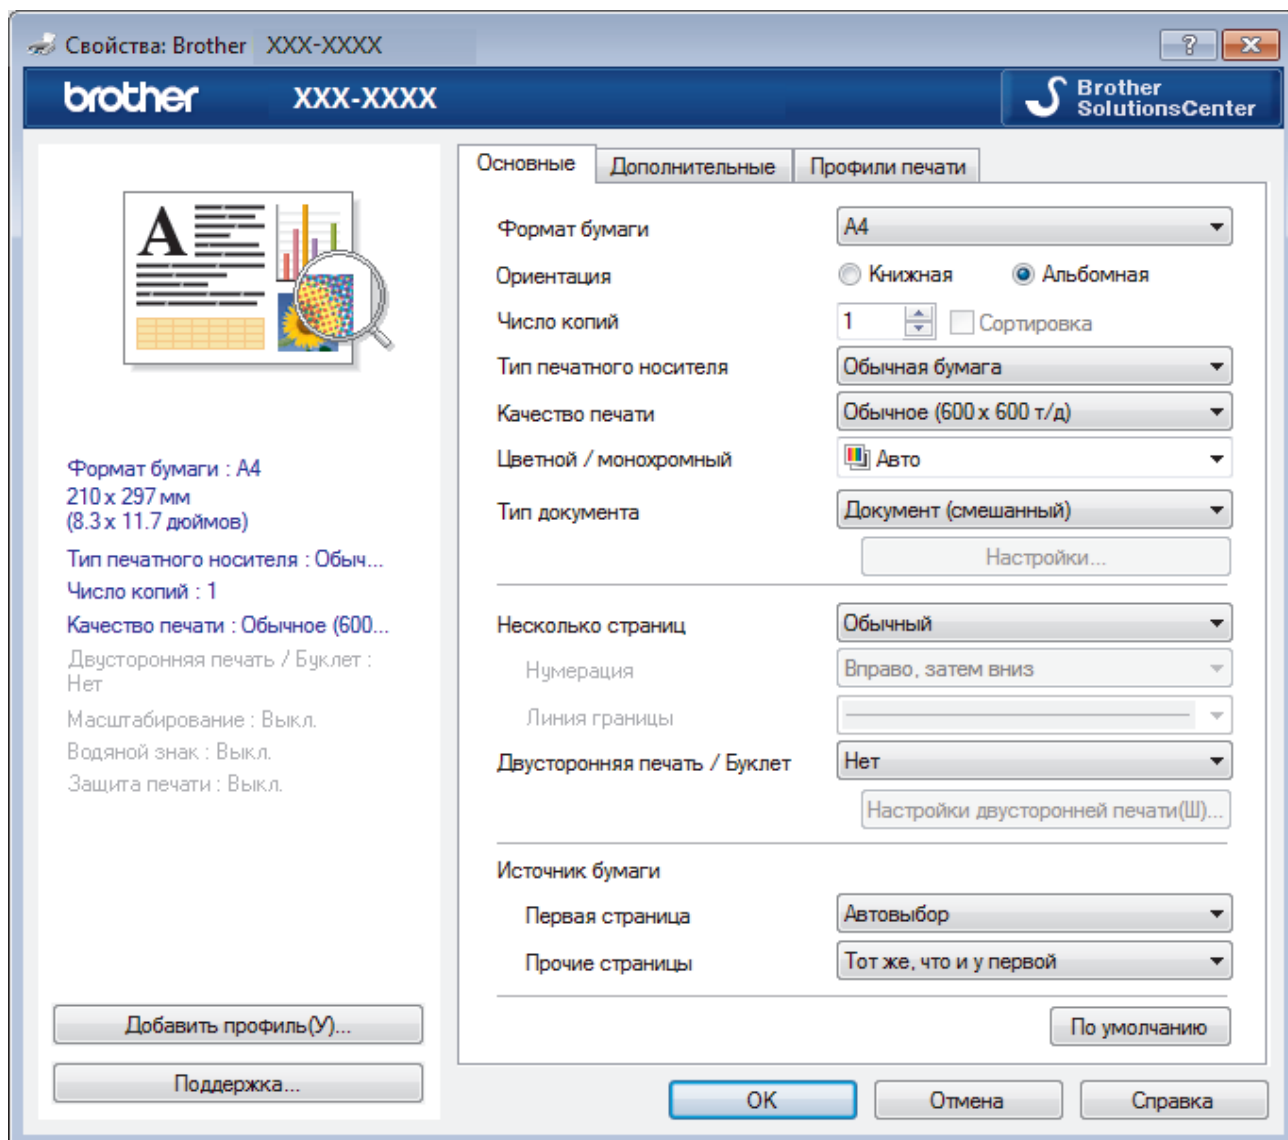 Свойства: Brother XXX-XXXX
brother XXX-XXXX
Brother
SolutionsCenter
Основные Дополнительные Профили печати
A
Формат бумаги A4
Ориентация Книжная Альбомная
Число копий 1 Сортировка
Тип печатного носителя Обычная бумага
Качество печати Обычное (600 x 600 т/д)
Цветной / монохромный Авто
Тип документа Документ (смешанный)
Настройки...
Несколько страниц Обычный
Нумерация Вправо, затем вниз
Линия границы
Двусторонняя печать / Буклет Нет
Настройки двусторонней печати(Ш)...
Источник бумаги
Первая страница Автовыбор
Прочие страницы Тот же, что и у первой
По умолчанию
Формат бумаги : A4
210 x 297 мм
(8.3 x 11.7 дюймов)
Тип печатного носителя : Обыч...
Число копий : 1
Качество печати : Обычное (600...
Двусторонняя печать / Буклет :
Нет
Масштабирование : Выкл.
Водяной знак : Выкл.
Защита печати : Выкл.
Добавить профиль(У)...
Поддержка...
OK Отмена Справка